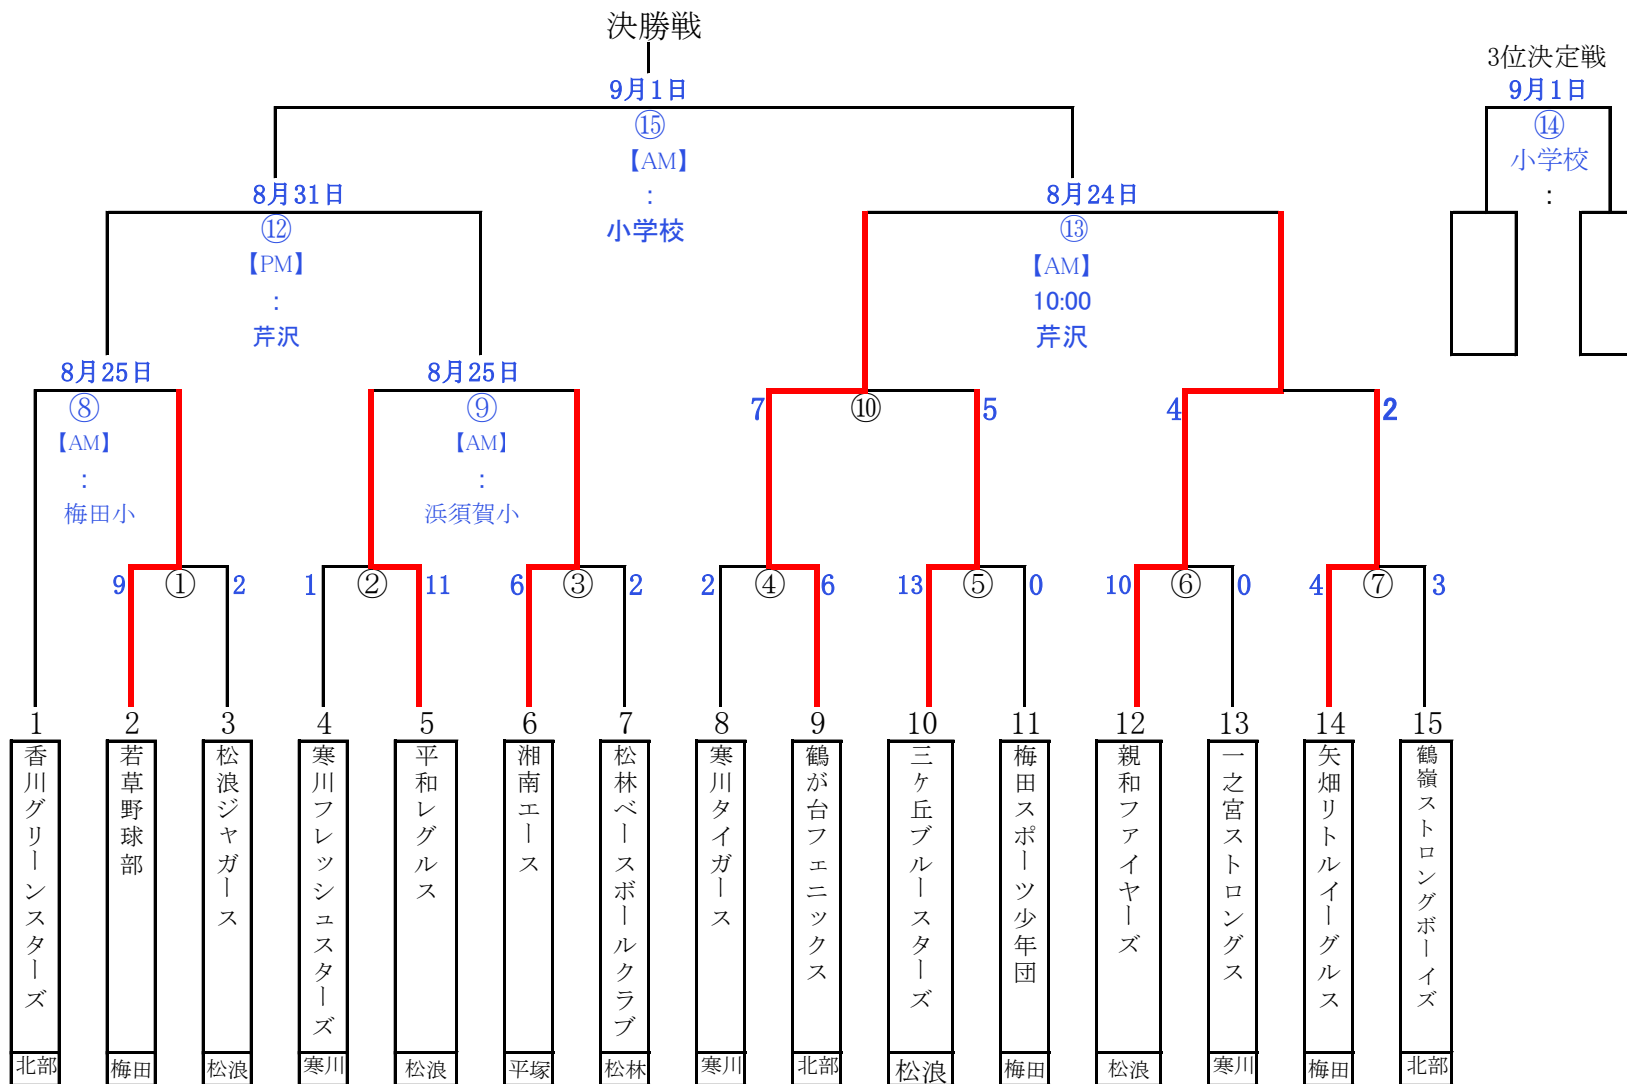 決勝戦
3位決定戦
9月1日
9月1日
⑮
⑭
【AM】
小学校
:
:
小学校
8月31日
8月24日
⑫
⑬
【PM】
【AM】
:
10:00
芹沢
芹沢
8月25日
8月25日
⑧
⑨
7
⑩
5
4
2
【AM】
【AM】
:
:
梅田小
浜須賀小
9
①
2
1
②
11
6
③
2
2
④
6
13
⑤
0
10
⑥
0
4
⑦
3
1
2
3
4
5
6
7
8
9
10
11
12
13
14
15
香川グリーンスターズ
若草野球部
松浪ジャガース
寒川フレッシュスターズ
平和レグルス
湘南エース
松林ベースボールクラブ
寒川タイガース
鶴が台フェニックス
三ケ丘ブルースターズ
梅田スポーツ少年団
親和ファイヤーズ
一之宮ストロングス
矢畑リトルイーグルス
鶴嶺ストロングボーイズ
北部
梅田
松浪
寒川
松浪
平塚
松林
寒川
北部
松浪
梅田
松浪
寒川
梅田
北部